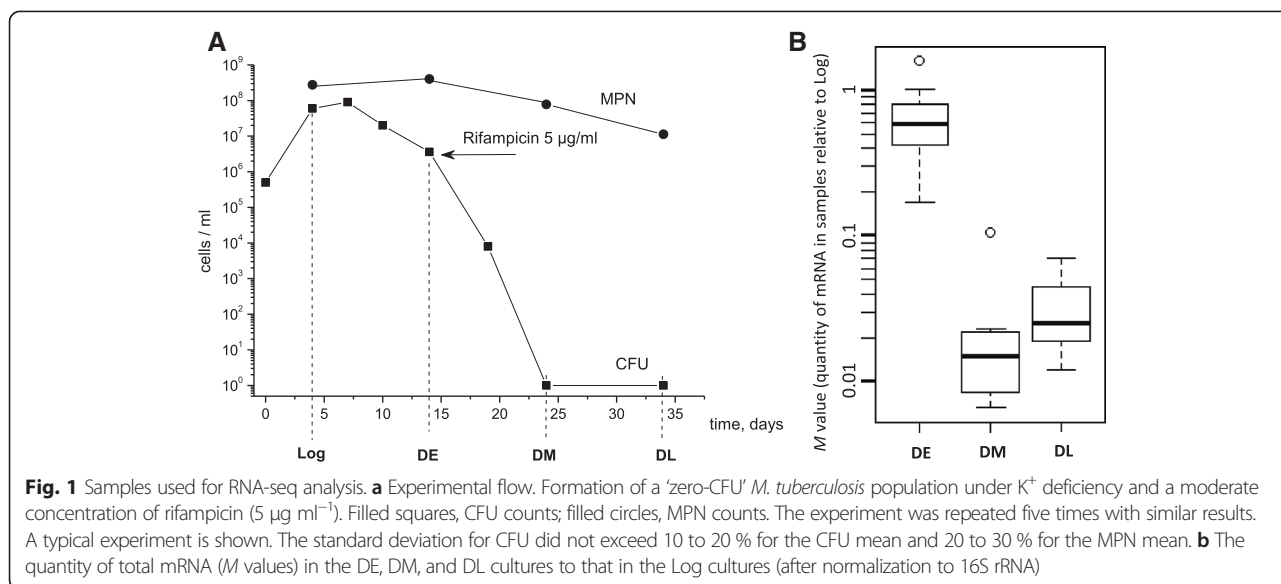 A
10⁹
10⁸
10⁷
10⁶
10⁵
10⁴
10³
10²
10¹
10⁰
cells / ml
MPN
Rifampicin 5 µg/ml
CFU
0 5 10 15 20 25 30 35
time, days
Log DE DM DL
B
M value (quantity of mRNA in samples relative to Log)
1
0.1
0.01
DE DM DL
Fig. 1 Samples used for RNA-seq analysis. a Experimental flow. Formation of a ‘zero-CFU’ M. tuberculosis population under K⁺ deficiency and a moderate
concentration of rifampicin (5 µg ml⁻¹). Filled squares, CFU counts; filled circles, MPN counts. The experiment was repeated five times with similar results.
A typical experiment is shown. The standard deviation for CFU did not exceed 10 to 20 % for the CFU mean and 20 to 30 % for the MPN mean. b The
quantity of total mRNA (M values) in the DE, DM, and DL cultures to that in the Log cultures (after normalization to 16S rRNA)